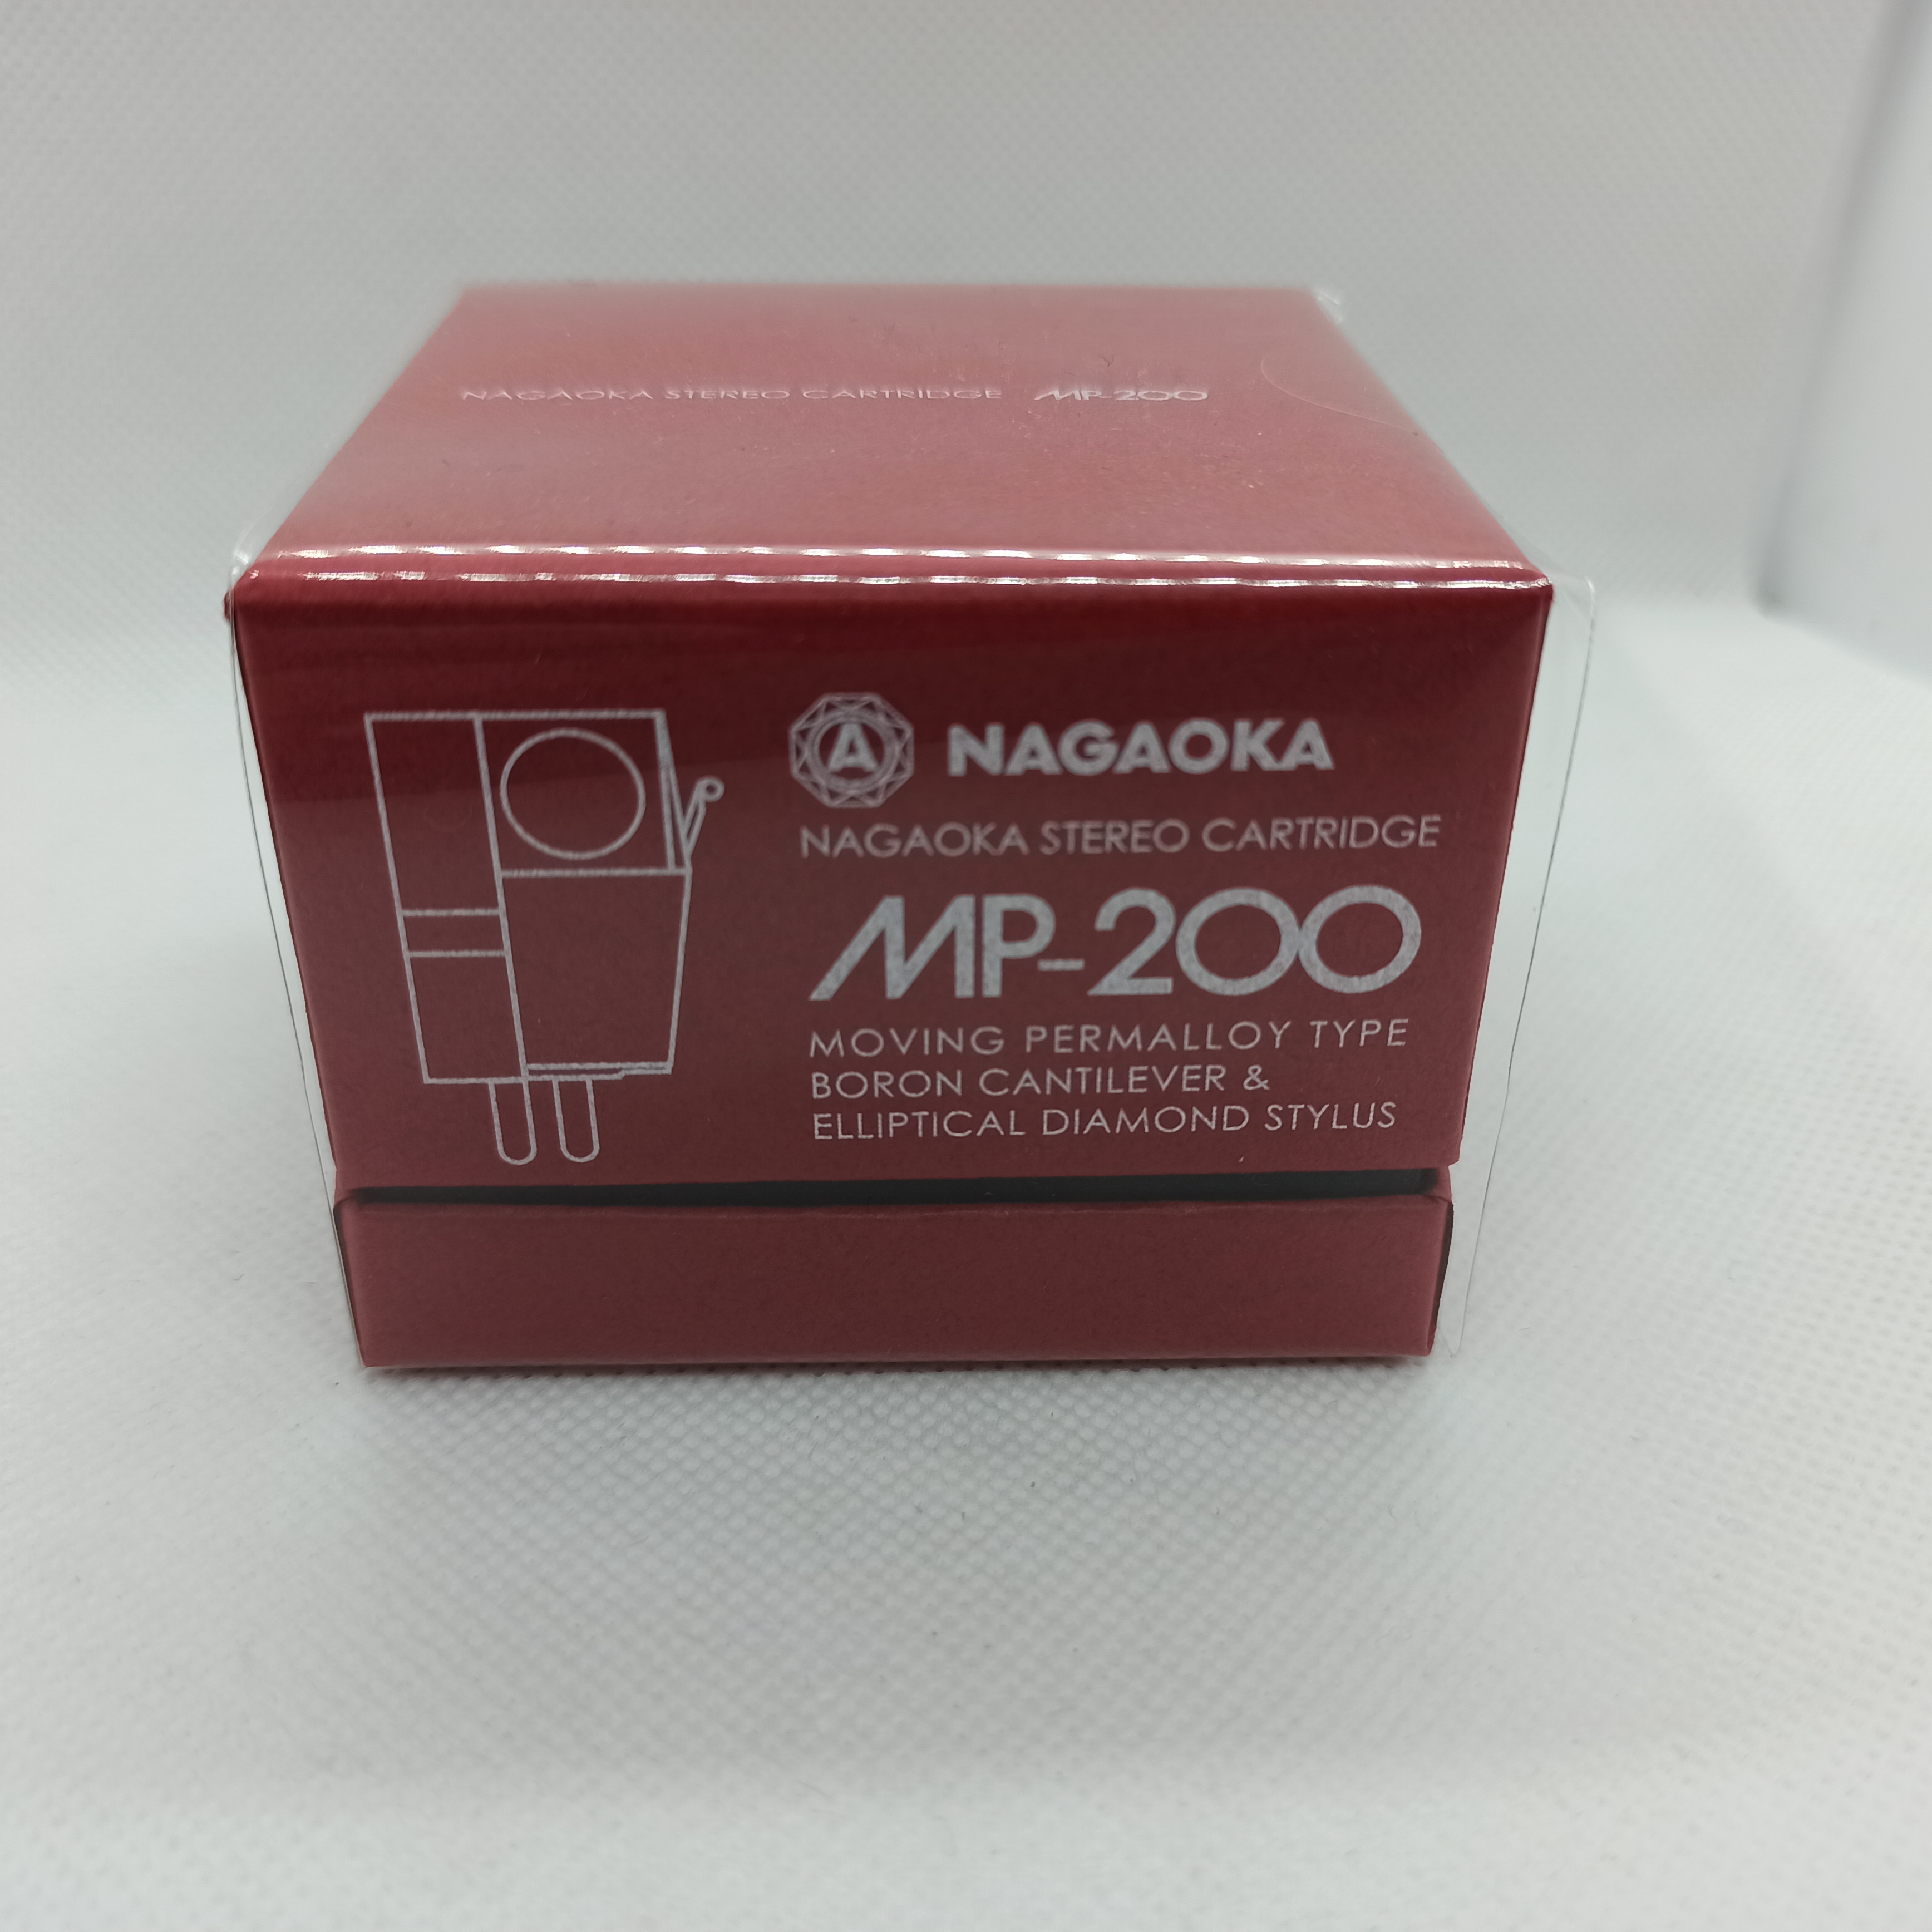 NAGAOKA STEREO CARTRIDGE MP-200
A NAGAOKA
NAGAOKA STEREO CARTRIDGE
MP-200
MOVING PERMALLOY TYPE
BORON CANTILEVER &
ELLIPTICAL DIAMOND STYLUS